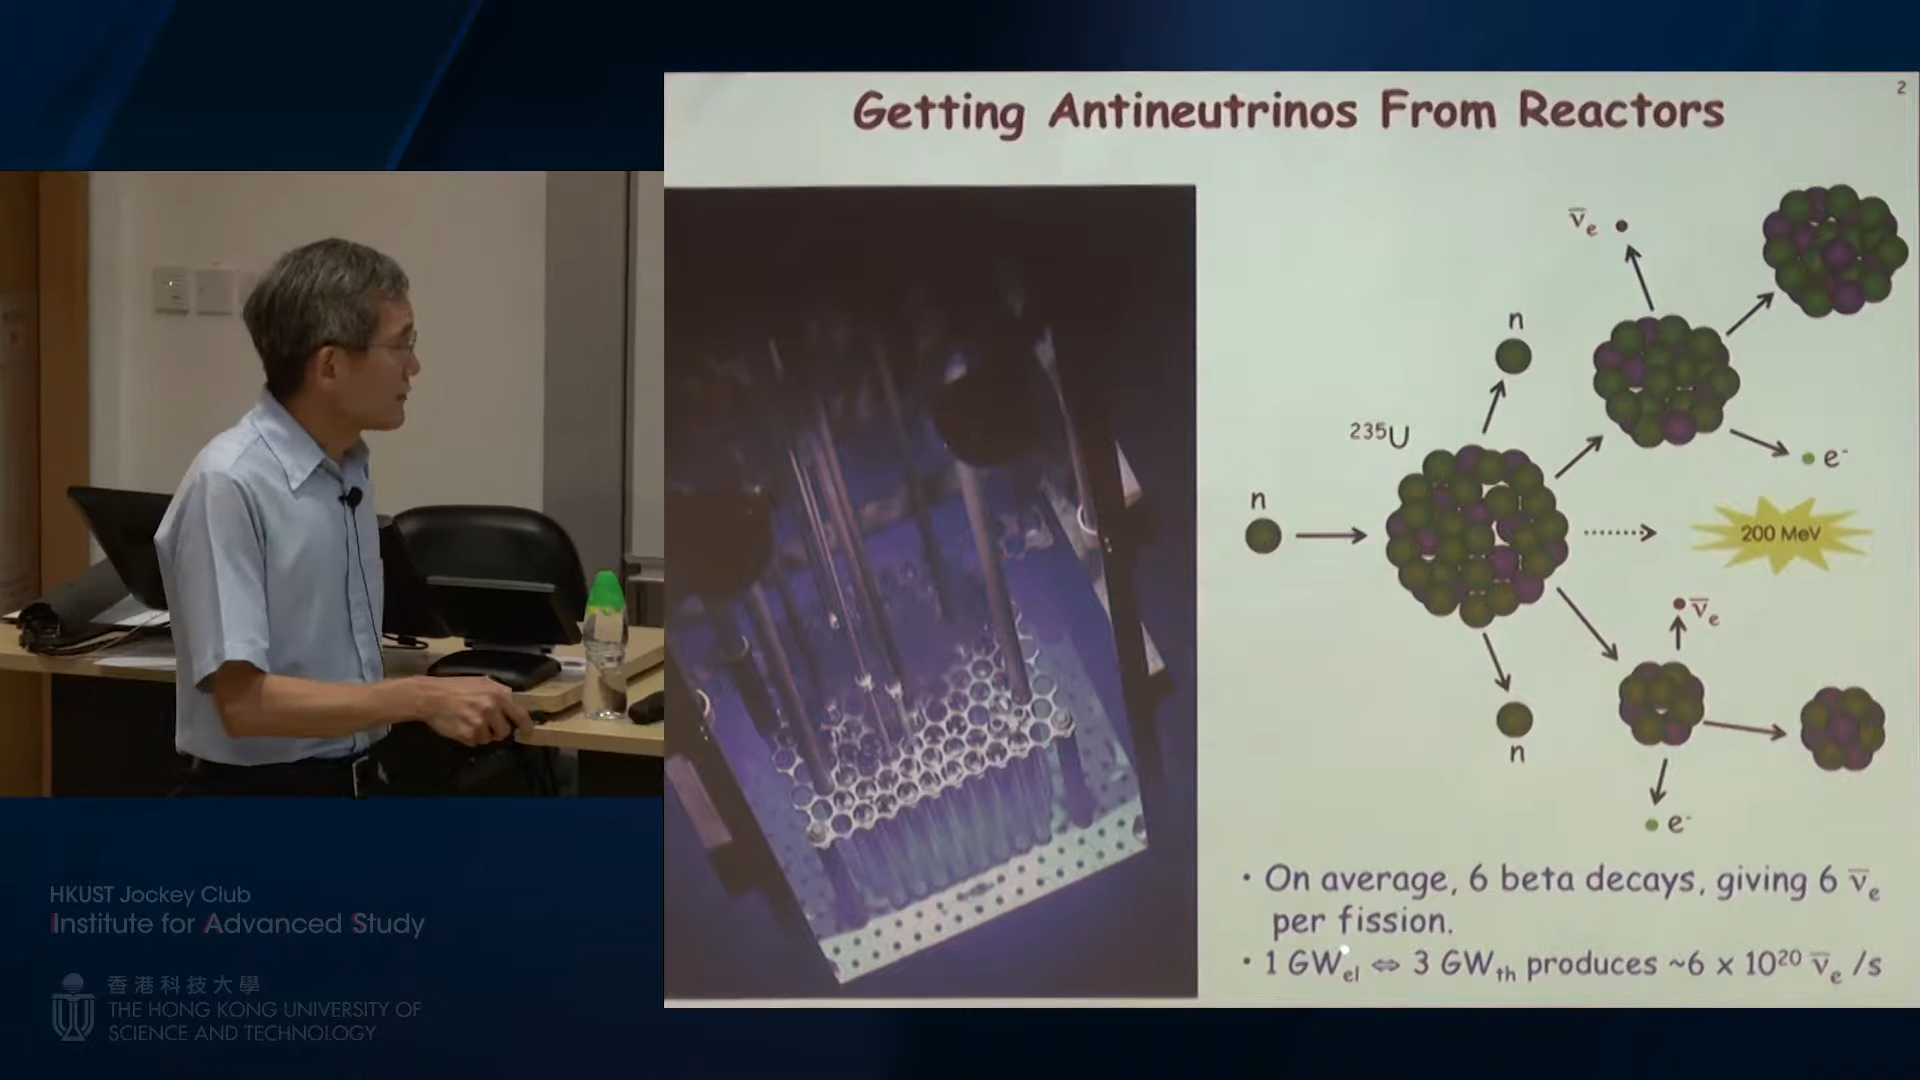 2
Getting Antineutrinos From Reactors
ν̅e
n
235U
e-
n
200 MeV
ν̅e
n
e-
• On average, 6 beta decays, giving 6 ν̅e
per fission.
• 1 GWel ⇔ 3 GWth produces ~6 x 10²⁰ ν̅e /s
HKUST Jockey Club
Institute for Advanced Study
香港科技大學
THE HONG KONG UNIVERSITY OF
SCIENCE AND TECHNOLOGY